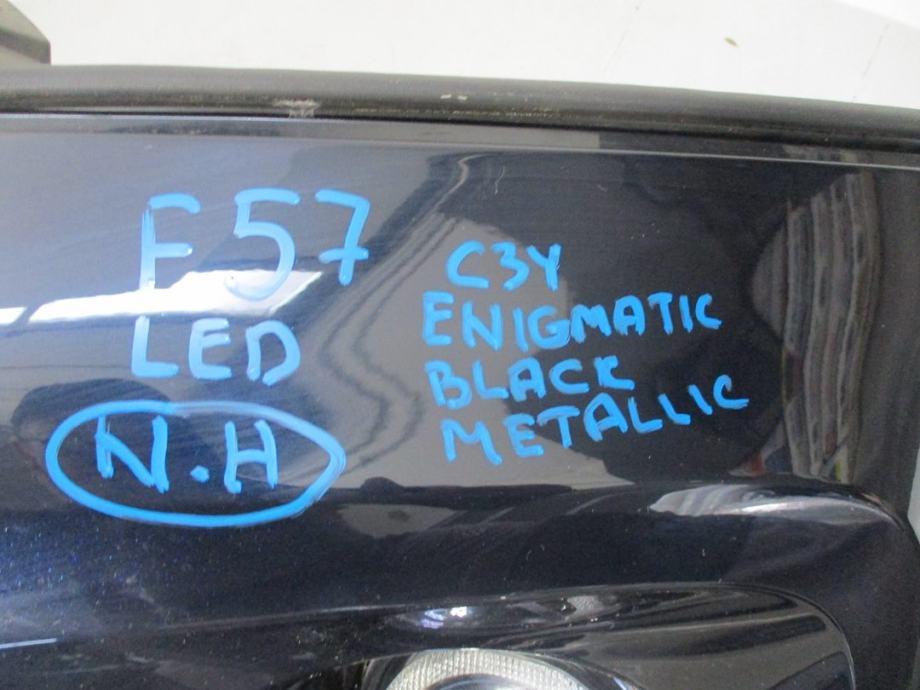 F57
LED
N.H
C3Y
ENIGMATIC
BLACK
METALLIC